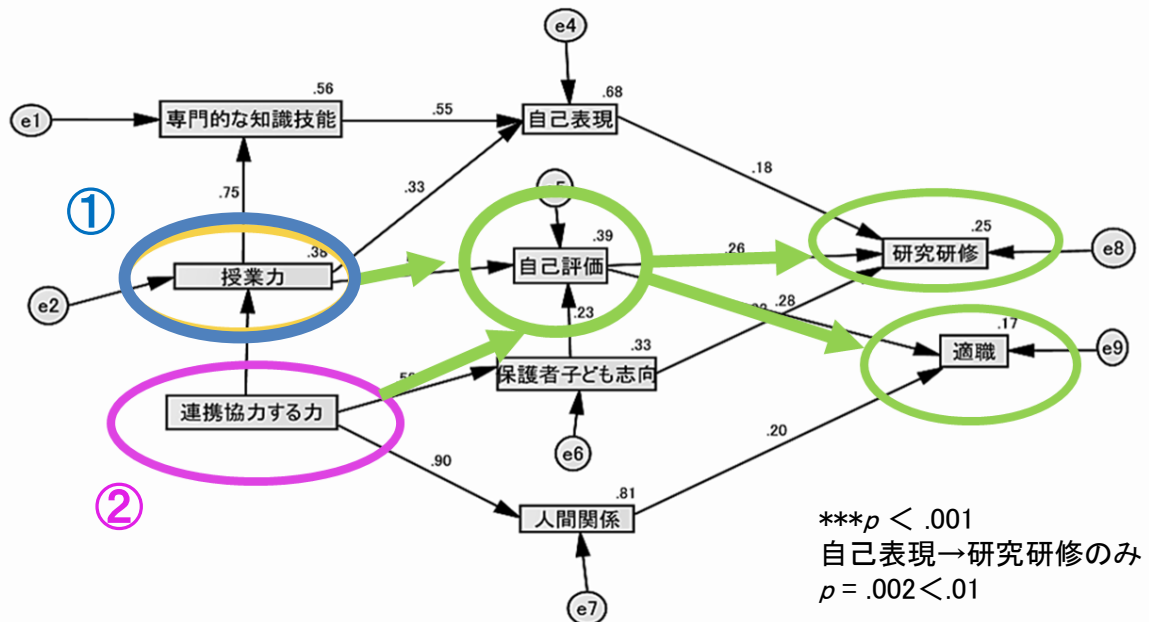 e4
.56
.68
e1
専門的な知識技能
.55
自己表現
.75
.33
.18
①
.38
.39
.25
授業力
自己評価
.26
研究研修
e8
e2
.23
.28
.33
.17
保護者子ども志向
適職
e9
連携協力する力
.20
e6
.90
②
.81
人間関係
e7
***p < .001
自己表現→研究研修のみ
p = .002<.01